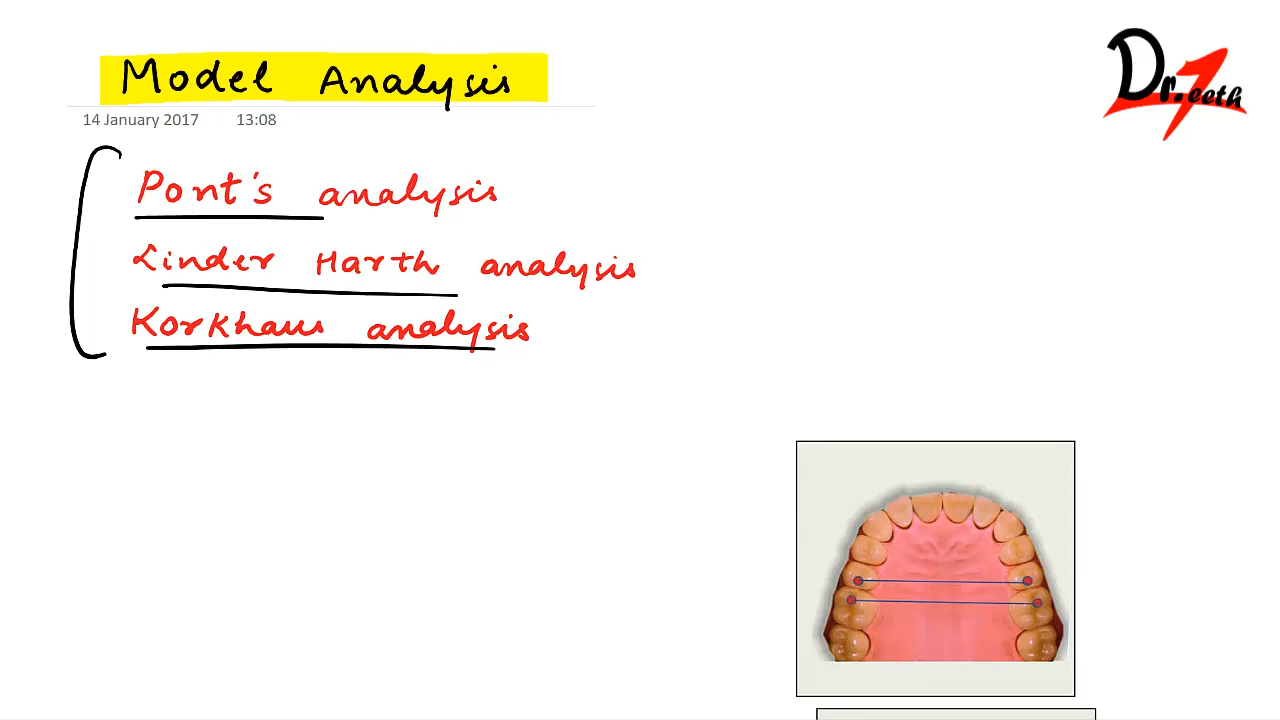 Model Analysis
Dr. Teeth
14 January 2017 13:08
Pont's analysis
Linder Harth analysis
Korkhaus analysis